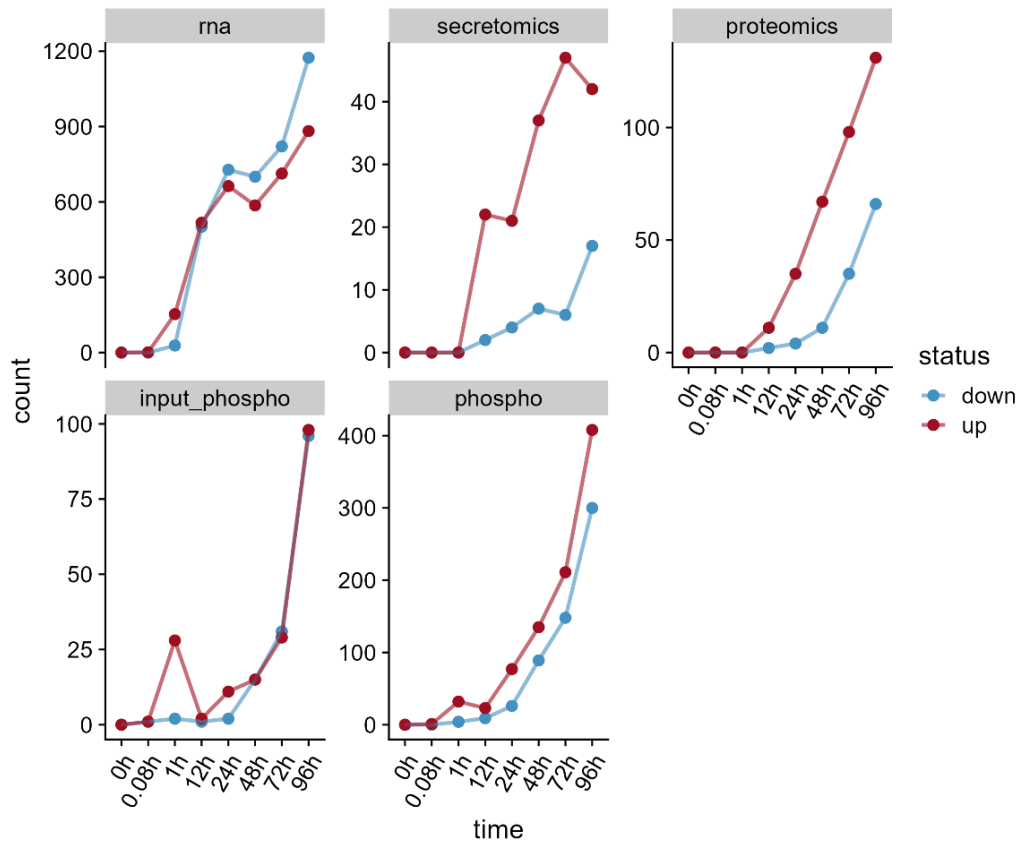 rna
secretomics
proteomics
1200
900
600
300
0
40
30
20
10
0
100
50
0
0h
0.08h
1h
12h
24h
48h
72h
96h
status
down
up
count
input_phospho
phospho
100
75
50
25
0
400
300
200
100
0
0h
0.08h
1h
12h
24h
48h
72h
96h
0h
0.08h
1h
12h
24h
48h
72h
96h
time